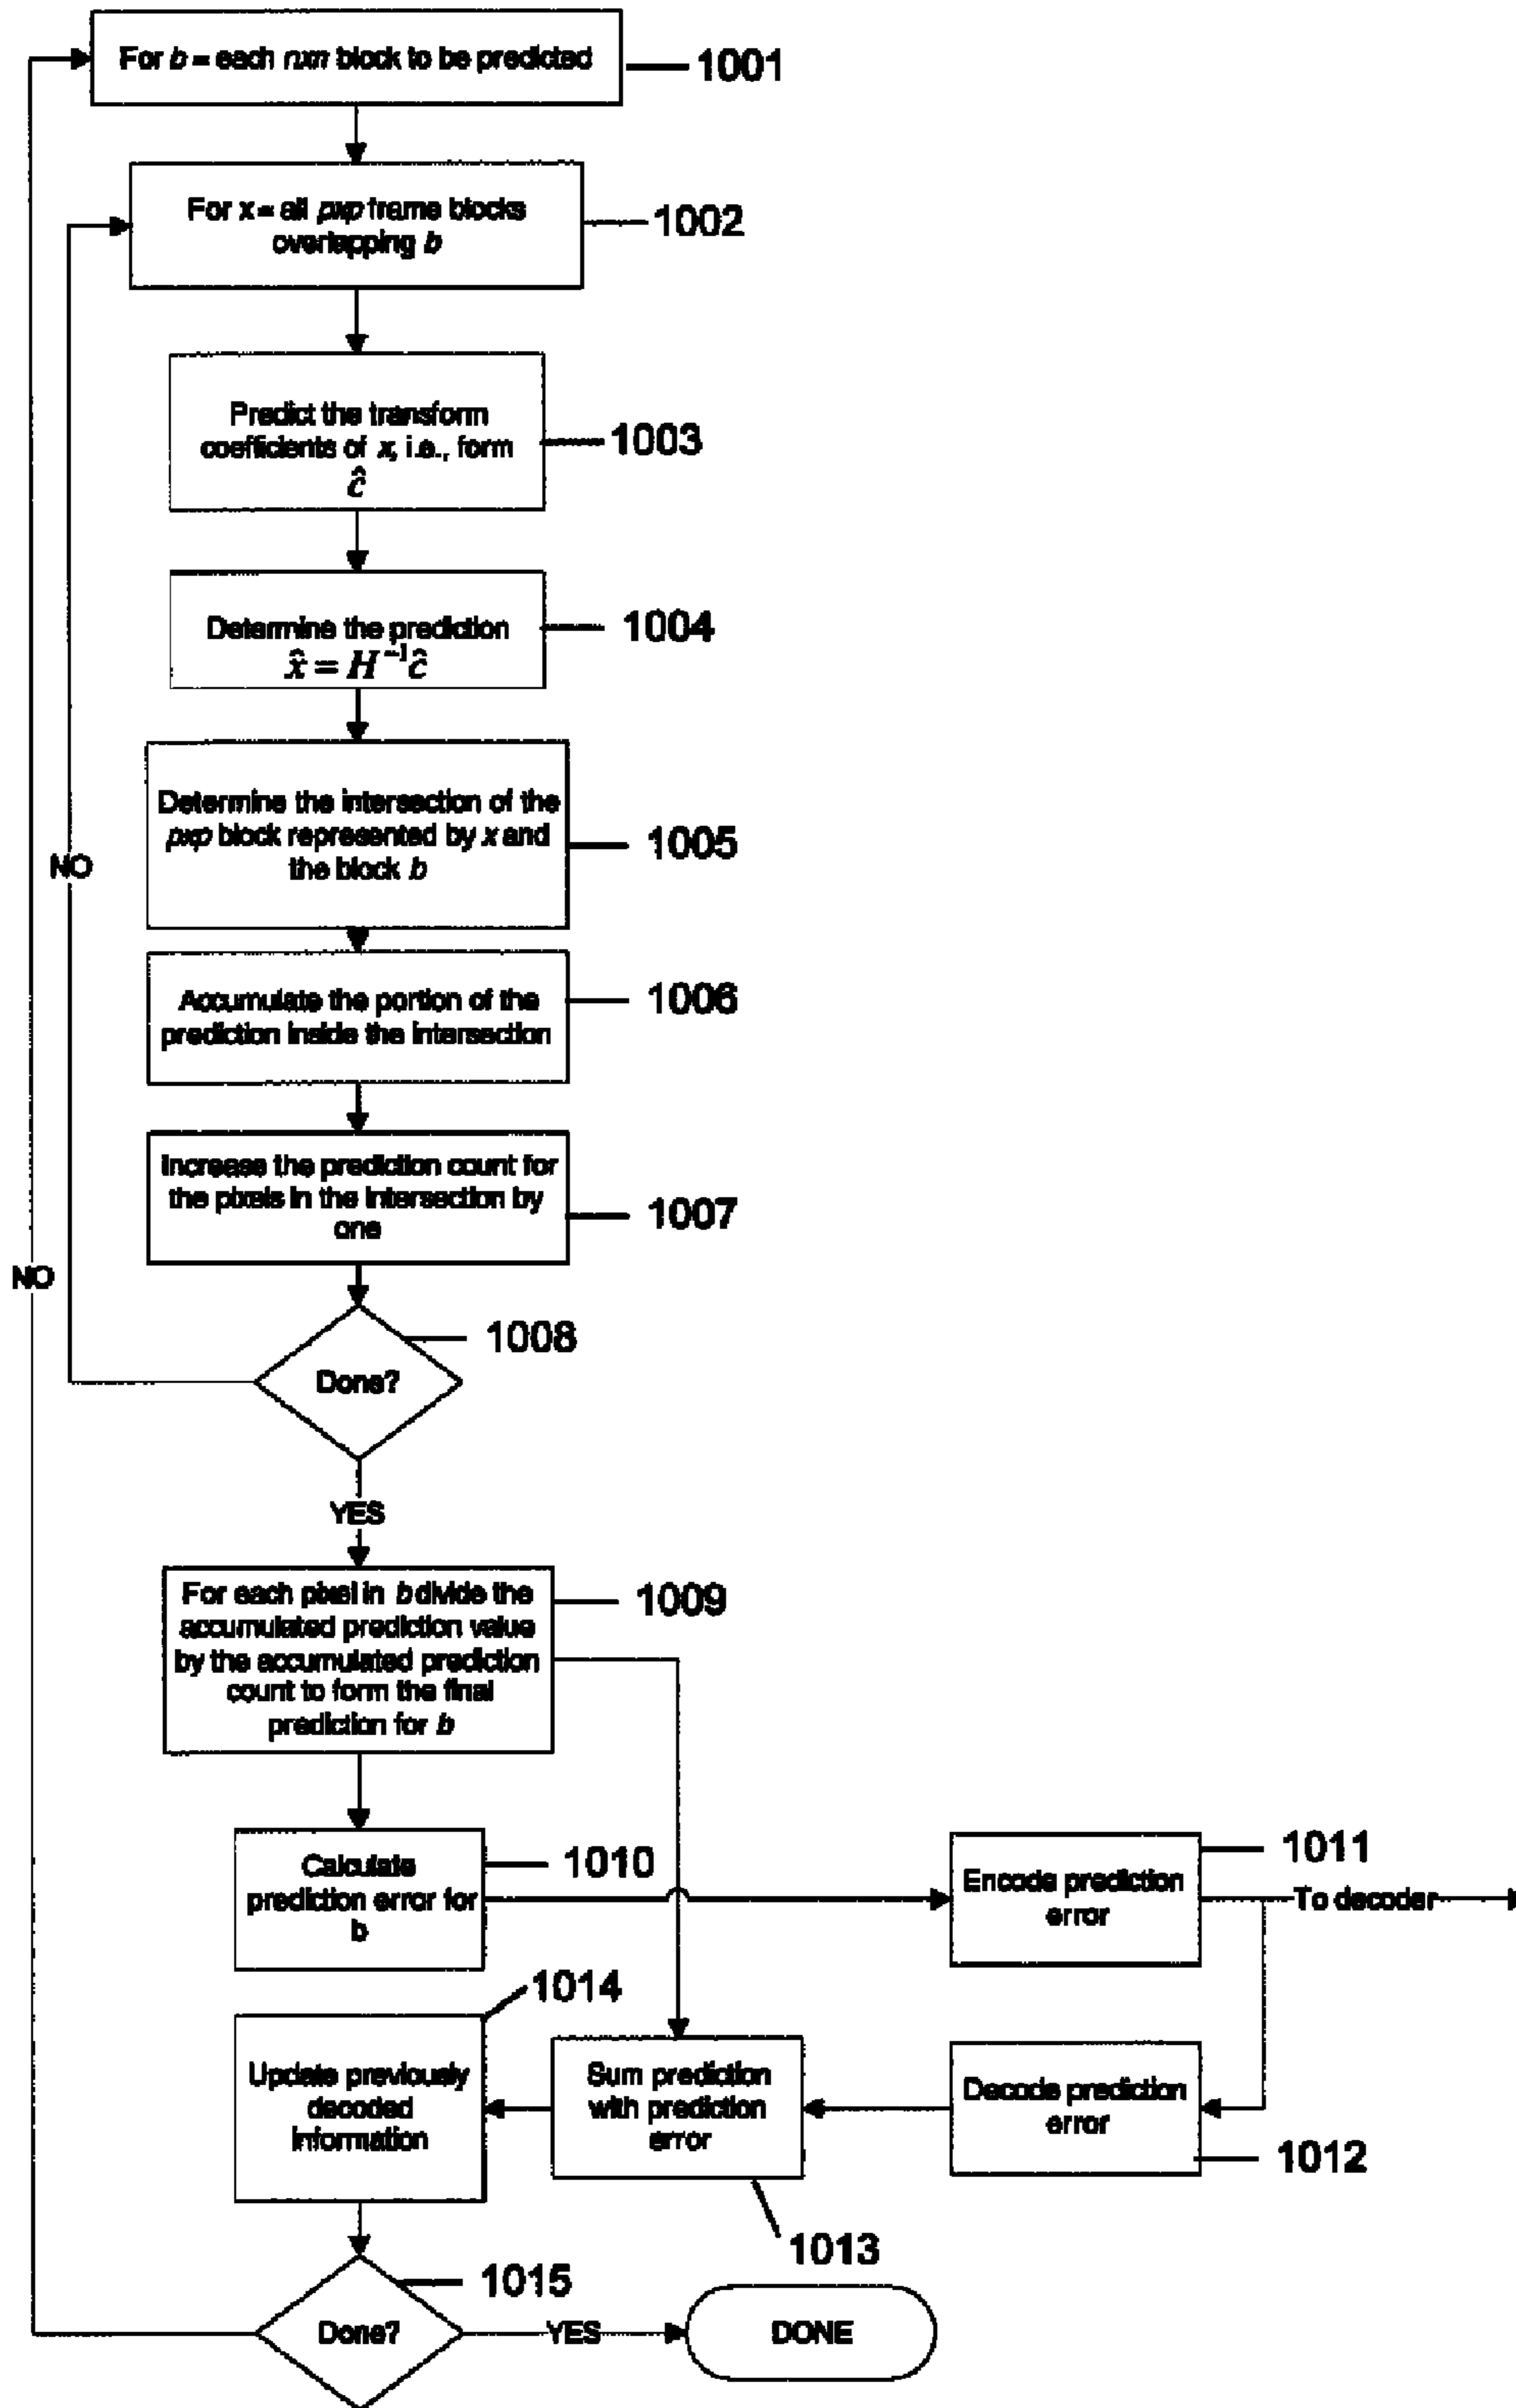 For b = each nxn block to be predicted
1001
For x = all pxp frame blocks
overlapping b
1002
Predict the transform
coefficients of x, i.e., form
ĉ
1003
Determine the prediction
x̂ = H⁻¹ĉ
1004
Determine the intersection of the
pxp block represented by x and
the block b
1005
NO
Accumulate the portion of the
prediction inside the intersection
1006
Increase the prediction count for
the pixels in the intersection by
one
1007
NO
Done?
1008
YES
For each pixel in b divide the
accumulated prediction value
by the accumulated prediction
count to form the final
prediction for b
1009
Calculate
prediction error for
b
1010
Encode prediction
error
1011
To decoder
Update previously
decoded
information
1014
Sum prediction
with prediction
error
1013
Decode prediction
error
1012
Done?
1015
YES
DONE